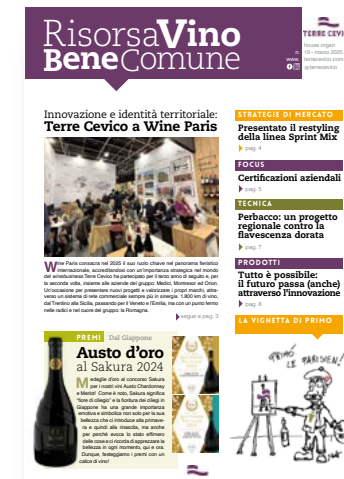 RisorsaVino
BeneComune
TERRE CEVI
house organ
n. 19 - marzo 2025
www. terrecevico.com
@terrecevico
Innovazione e identità territoriale:
Terre Cevico a Wine Paris
Wine Paris consacra nel 2025 il suo ruolo chiave nel panorama fieristico
internazionale, accreditandosi con un'importanza strategica nel mondo
del winebusiness. Terre Cevico ha partecipato per il terzo anno di seguito e, per
la seconda volta, insieme alle aziende del gruppo: Medici, Montresor ed Orion.
Un'occasione per presentare nuovi progetti e valorizzare i propri marchi, attra-
verso un sistema di rete commerciale sempre più in sinergia. 1.800 km di vino,
dal Trentino alla Sicilia, passando per il Veneto e l'Emilia, ma con un punto fermo
nelle radici e nel cuore del gruppo: la Romagna.
segue a pag. 3
PREMI Dal Giappone
Austo d'oro
al Sakura 2024
Medaglie d'oro al concorso Sakura
per i nostri vini Austo Chardonnay
e Merlot! Come è noto, Sakura significa
"fiore di ciliegio" e la fioritura dei ciliegi in
Giappone ha una grande importanza
emotiva e simbolica non solo per la sua
bellezza che ci introduce alla primave-
ra e quindi alla rinascita, ma anche
per perché evoca lo stato effimero
delle cose e ci ricorda di apprezzare la
bellezza in ogni momento, qui e ora.
Dunque, festeggiamo i premi con un
calice di vino!
STRATEGIE DI MERCATO
Presentato il restyling
della linea Sprint Mix
pag. 4
FOCUS
Certificazioni aziendali
pag. 5
TECNICA
Perbacco: un progetto
regionale contro la
flavescenza dorata
pag. 7
PRODOTTI
Tutto è possibile:
il futuro passa (anche)
attraverso l'innovazione
pag. 8
LA VIGNETTA DI PRIMO
PRIMO
LE PARISIEN!